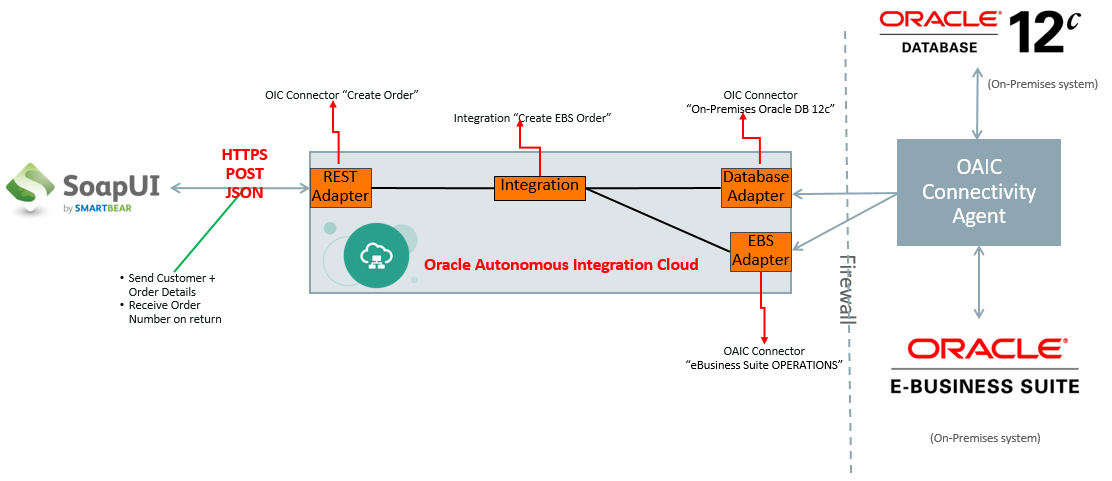 ORACLE®
DATABASE
12c
(On-Premises system)
OIC Connector “Create Order”
Integration “Create EBS Order”
OIC Connector
“On-Premises Oracle DB 12c”
HTTPS
POST
JSON
SoapUI
by SMARTBEAR
REST
Adapter
Integration
Database
Adapter
EBS
Adapter
Oracle Autonomous Integration Cloud
OAIC
Connectivity
Agent
Firewall
• Send Customer +
Order Details
• Receive Order
Number on return
OAIC Connector
“eBusiness Suite OPERATIONS”
ORACLE®
E-BUSINESS SUITE
(On-Premises system)